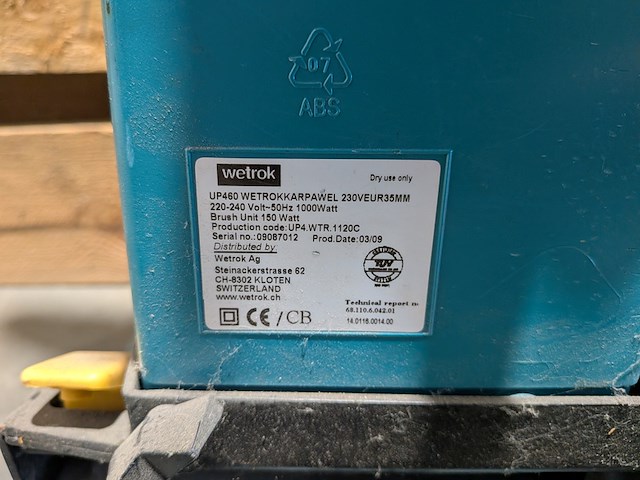 07
ABS
wetrok
Dry use only
UP460 WETROKKARPAWEL 230VEUR35MM
220-240 Volt~50Hz 1000Watt
Brush Unit 150 Watt
Production code:UP4.WTR.1120C
Serial no.:09087012 Prod.Date:03/09
Distributed by:
Wetrok Ag
Steinackerstrasse 62
CH-8302 KLOTEN
SWITZERLAND
www.wetrok.ch
TUV
Technical report n.
68.110.6.042.01
CE/CB
14.0116.0014.00